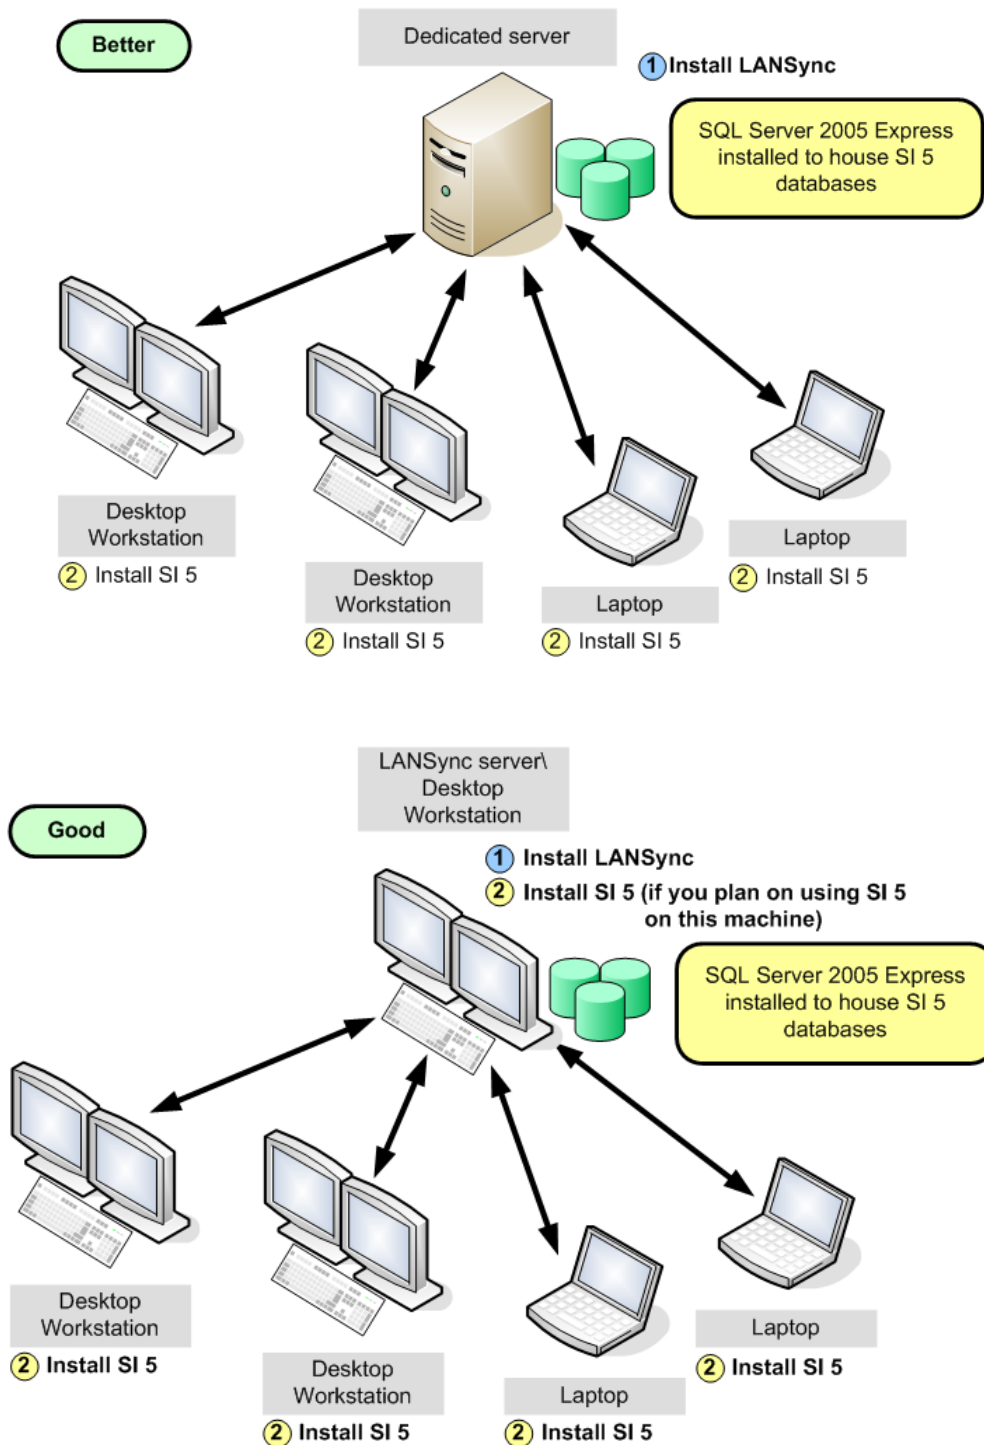 Better
Dedicated server
1 Install LANSync
SQL Server 2005 Express
installed to house SI 5
databases
Desktop
Workstation
2 Install SI 5
Desktop
Workstation
2 Install SI 5
Laptop
2 Install SI 5
Laptop
2 Install SI 5
Good
LANSync server\
Desktop
Workstation
1 Install LANSync
2 Install SI 5 (if you plan on using SI 5
on this machine)
SQL Server 2005 Express
installed to house SI 5
databases
Desktop
Workstation
2 Install SI 5
Desktop
Workstation
2 Install SI 5
Laptop
2 Install SI 5
Laptop
2 Install SI 5